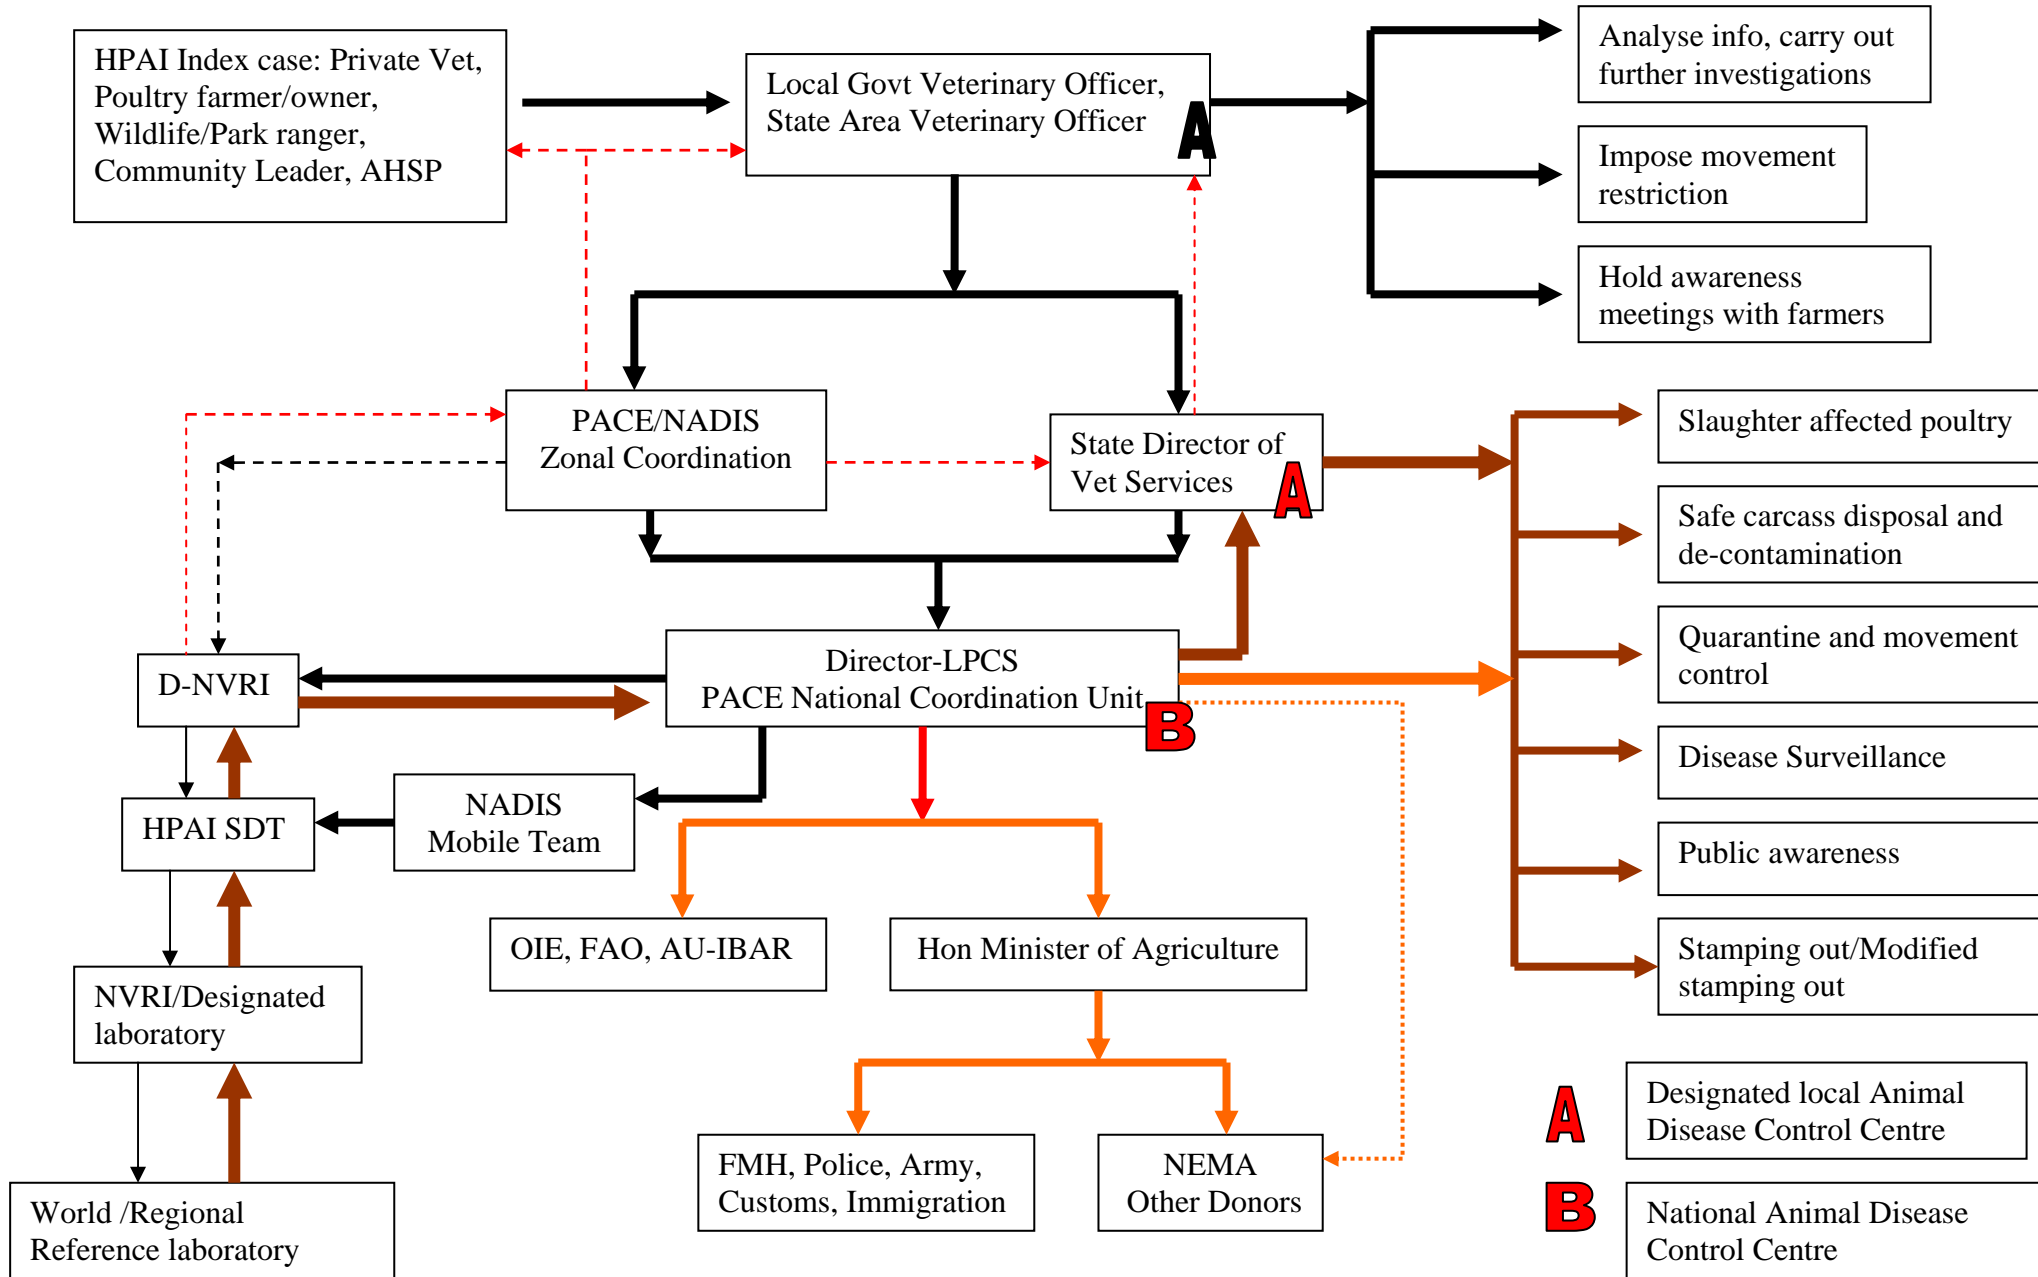 HPAI Index case: Private Vet,
Poultry farmer/owner,
Wildlife/Park ranger,
Community Leader, AHSP
Local Govt Veterinary Officer,
State Area Veterinary Officer
A
Analyse info, carry out
further investigations
Impose movement
restriction
Hold awareness
meetings with farmers
PACE/NADIS
Zonal Coordination
State Director of
Vet Services
A
Slaughter affected poultry
Safe carcass disposal and
de-contamination
Quarantine and movement
control
Disease Surveillance
Public awareness
Stamping out/Modified
stamping out
D-NVRI
Director-LPCS
PACE National Coordination Unit
B
HPAI SDT
NADIS
Mobile Team
OIE, FAO, AU-IBAR
Hon Minister of Agriculture
NVRI/Designated
laboratory
FMH, Police, Army,
Customs, Immigration
NEMA
Other Donors
World /Regional
Reference laboratory
A
Designated local Animal
Disease Control Centre
B
National Animal Disease
Control Centre